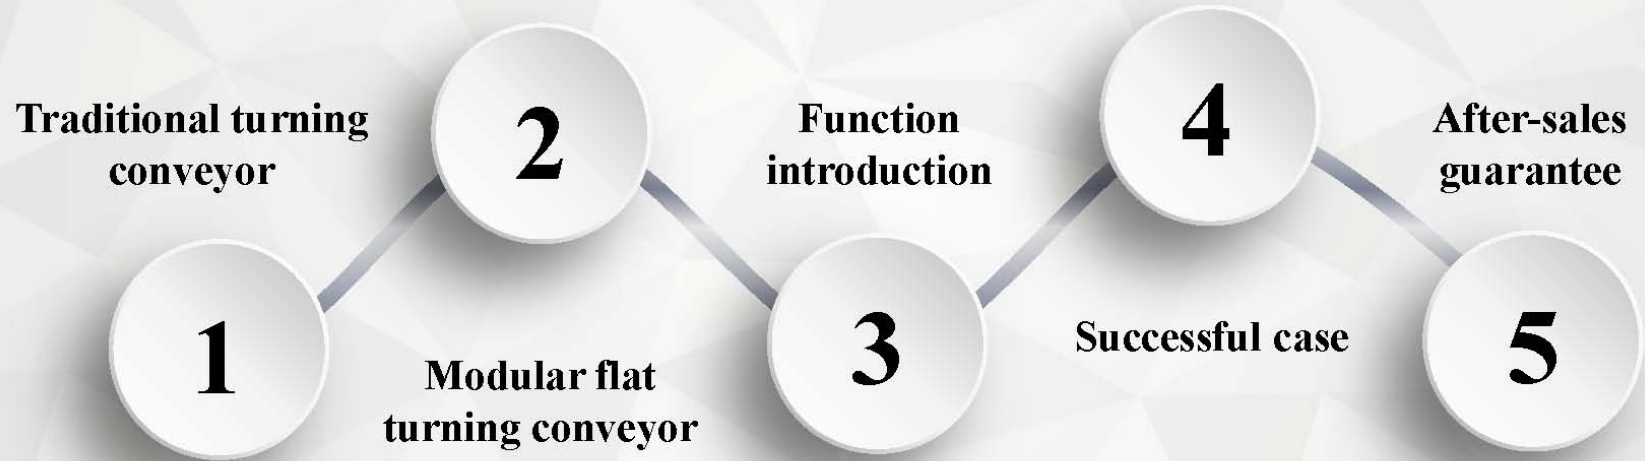 1
Traditional turning
conveyor
2
Modular flat
turning conveyor
3
Function
introduction
4
Successful case
5
After-sales
guarantee